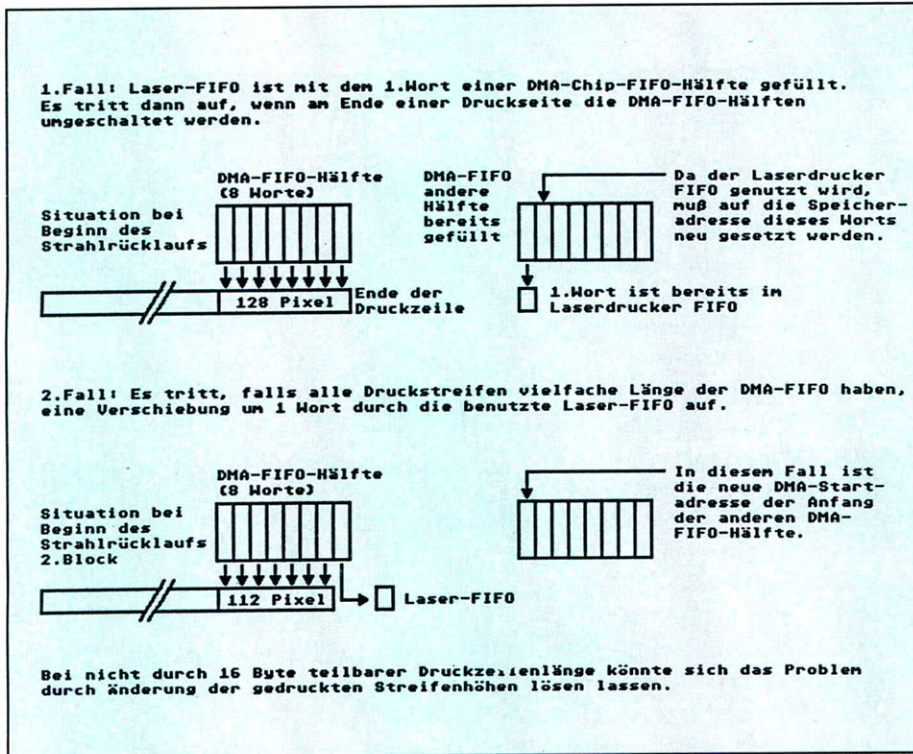 1.Fall: Laser-FIFO ist mit dem 1.Wort einer DMA-Chip-FIFO-Hälfte gefüllt.
Es tritt dann auf, wenn am Ende einer Druckseite die DMA-FIFO-Hälften
umgeschaltet werden.
DMA-FIFO-Hälfte
(8 Worte)
Situation bei
Beginn des
Strahlrücklaufs
128 Pixel
Ende der
Druckzeile
DMA-FIFO
andere
Hälfte
bereits
gefüllt
Da der Laserdrucker
FIFO genutzt wird,
muß auf die Speicher-
adresse dieses Worts
neu gesetzt werden.
1.Wort ist bereits im
Laserdrucker FIFO
2.Fall: Es tritt, falls alle Druckstreifen vielfache Länge der DMA-FIFO haben,
eine Verschiebung um 1 Wort durch die benutzte Laser-FIFO auf.
DMA-FIFO-Hälfte
(8 Worte)
Situation bei
Beginn des
Strahlrücklaufs
2.Block
112 Pixel
Laser-FIFO
In diesem Fall ist
die neue DMA-Start-
adresse der Anfang
der anderen DMA-
FIFO-Hälfte.
Bei nicht durch 16 Byte teilbarer Druckzeilenlänge könnte sich das Problem
durch änderung der gedruckten Streifenhöhen lösen lassen.